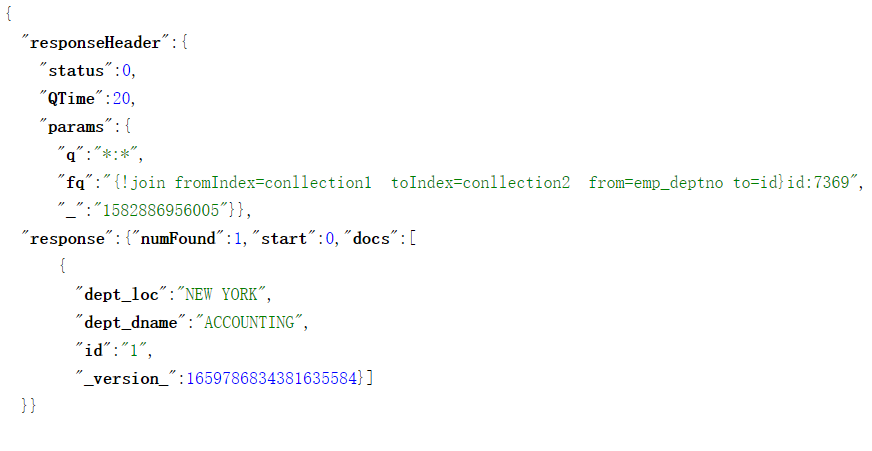 {
"responseHeader":{
"status":0,
"QTime":20,
"params":{
"q":"*:*",
"fq":"{!join fromIndex=conllection1  toIndex=conllection2  from=emp_deptno to=id}id:7369",
"_":"1582886956005"}},
"response":{"numFound":1,"start":0,"docs":[
{
"dept_loc":"NEW YORK",
"dept_dname":"ACCOUNTING",
"id":"1",
"_version_":1659786834381635584}]
}}